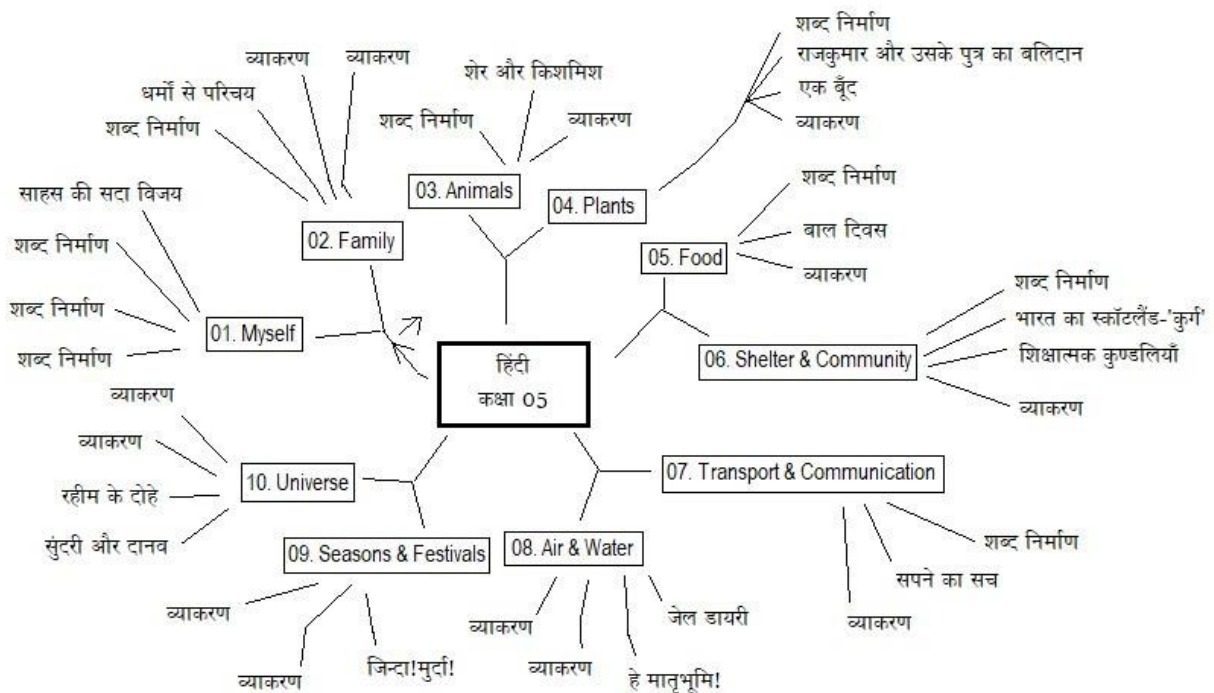 हिंदी
कक्षा 05
01. Myself
साहस की सदा विजय
शब्द निर्माण
शब्द निर्माण
शब्द निर्माण
02. Family
शब्द निर्माण
धर्मों से परिचय
व्याकरण
व्याकरण
03. Animals
शब्द निर्माण
शेर और किशमिश
व्याकरण
04. Plants
शब्द निर्माण
राजकुमार और उसके पुत्र का बलिदान
एक बूँद
व्याकरण
05. Food
शब्द निर्माण
बाल दिवस
व्याकरण
06. Shelter & Community
शब्द निर्माण
भारत का स्कॉटलैंड-'कुर्ग'
शिक्षात्मक कुण्डलियाँ
व्याकरण
07. Transport & Communication
शब्द निर्माण
सपने का सच
व्याकरण
08. Air & Water
जेल डायरी
हे मातृभूमि!
व्याकरण
व्याकरण
09. Seasons & Festivals
जिन्दा!मुर्दा!
व्याकरण
व्याकरण
10. Universe
व्याकरण
व्याकरण
रहीम के दोहे
सुंदरी और दानव